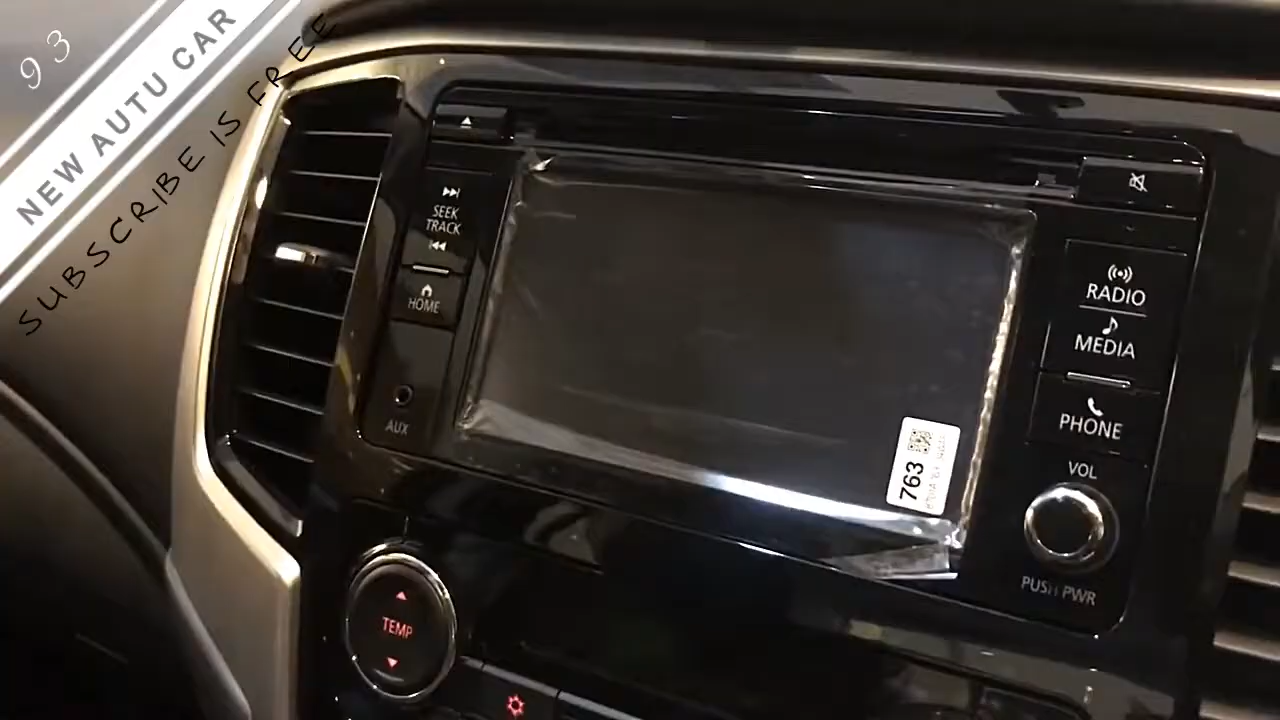 93
NEW AUTU CAR
SUBSCRIBE IS FREE
SEEK
TRACK
HOME
AUX
RADIO
MEDIA
PHONE
VOL
PUSH PWR
763
TEMP